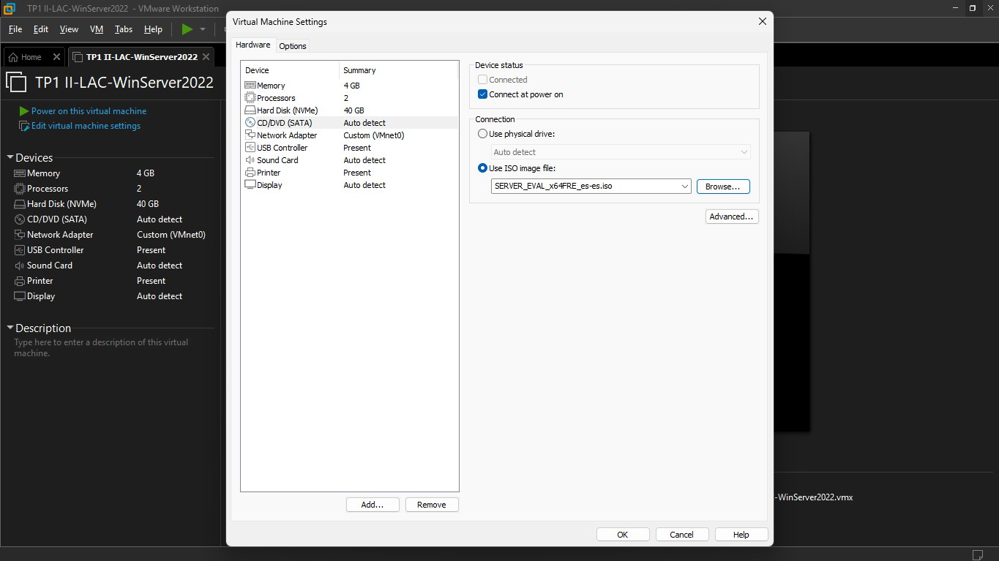 TP1 II-LAC-WinServer2022 - VMware Workstation
File Edit View VM Tabs Help
Home TP1 II-LAC-WinServer2022
TP1 II-LAC-WinServer2022
Power on this virtual machine
Edit virtual machine settings
Devices
Memory 4 GB
Processors 2
Hard Disk (NVMe) 40 GB
CD/DVD (SATA) Auto detect
Network Adapter Custom (VMnet0)
USB Controller Present
Sound Card Auto detect
Printer Present
Display Auto detect
Description
Type here to enter a description of this virtual
machine.
Virtual Machine Settings
Hardware Options
Device Summary
Memory 4 GB
Processors 2
Hard Disk (NVMe) 40 GB
CD/DVD (SATA) Auto detect
Network Adapter Custom (VMnet0)
USB Controller Present
Sound Card Auto detect
Printer Present
Display Auto detect
Add... Remove
Device status
Connected
Connect at power on
Connection
Use physical drive:
Auto detect
Use ISO image file:
SERVER_EVAL_x64FRE_es-es.iso Browse...
Advanced...
OK Cancel Help
-WinServer2022.vmx